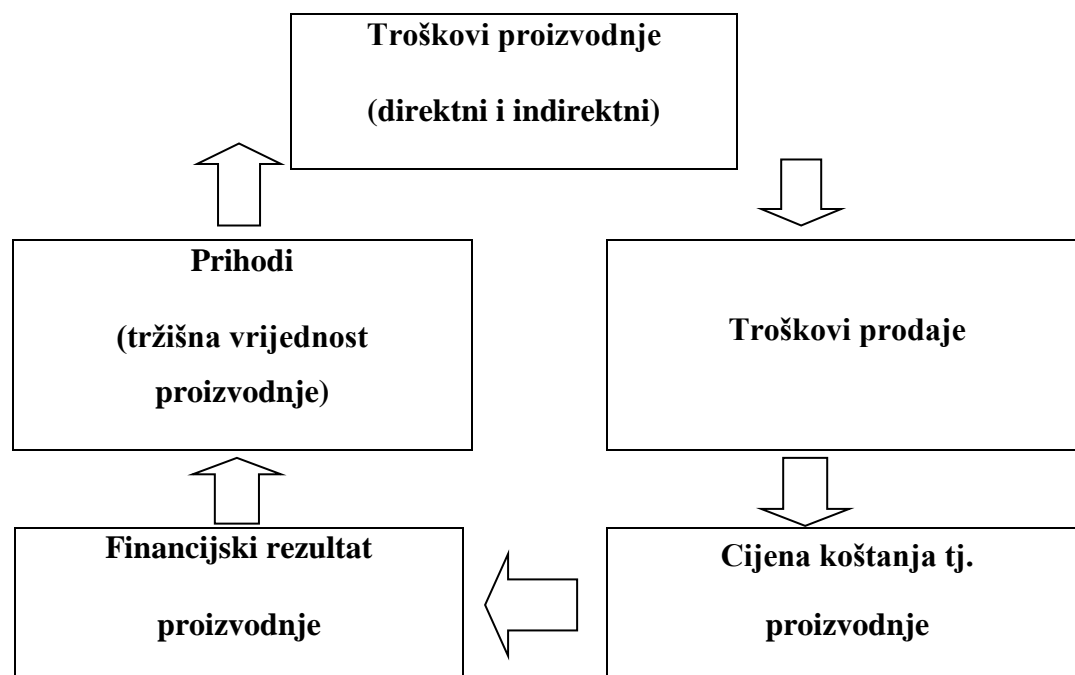 Troškovi proizvodnje
(direktni i indirektni)
Prihodi
(tržišna vrijednost
proizvodnje)
Troškovi prodaje
Financijski rezultat
proizvodnje
Cijena koštanja tj.
proizvodnje